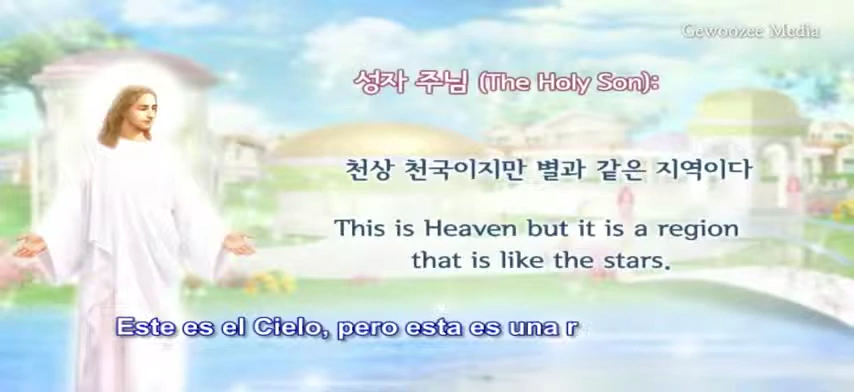 Gewoozee Media
성자 주님 (The Holy Son):
천상 천국이지만 별과 같은 지역이다
This is Heaven but it is a region
that is like the stars.
Este es el Cielo, pero esta es una r